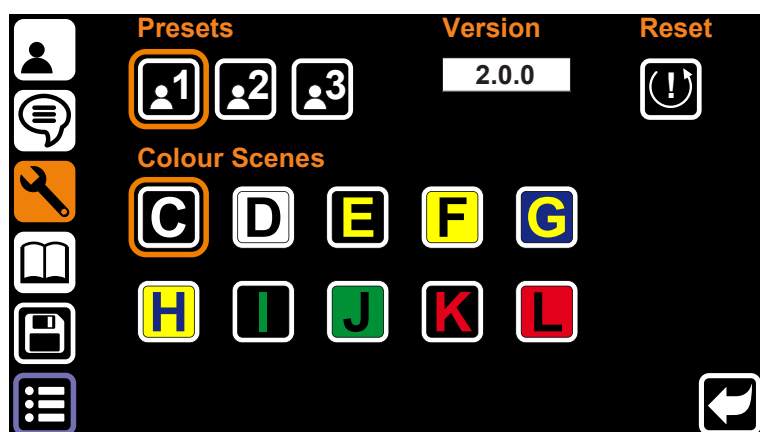 Presets Version Reset
1 2 3 2.0.0 !
Colour Scenes
C D E F G
H I J K L